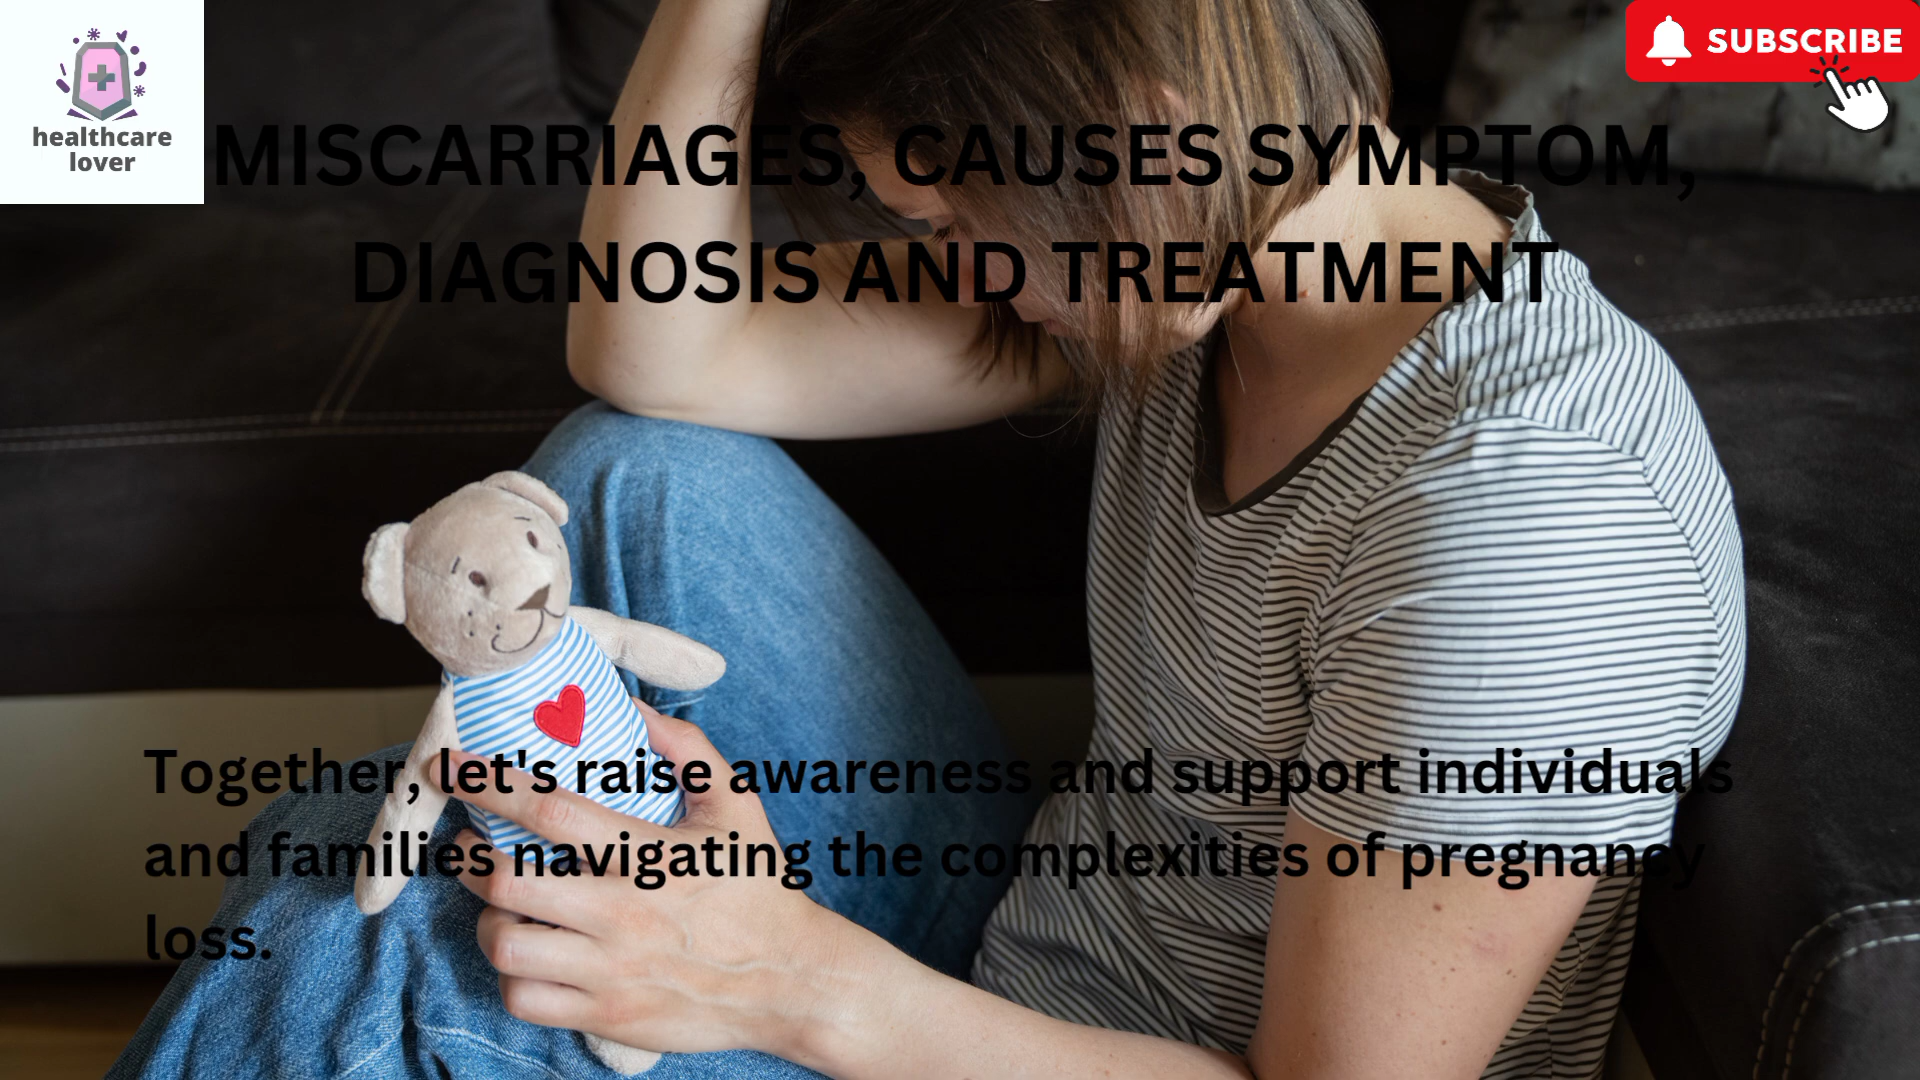 healthcare
lover
SUBSCRIBE
MISCARRIAGES, CAUSES SYMPTOM,
DIAGNOSIS AND TREATMENT
Together, let's raise awareness and support individuals
and families navigating the complexities of pregnancy
loss.